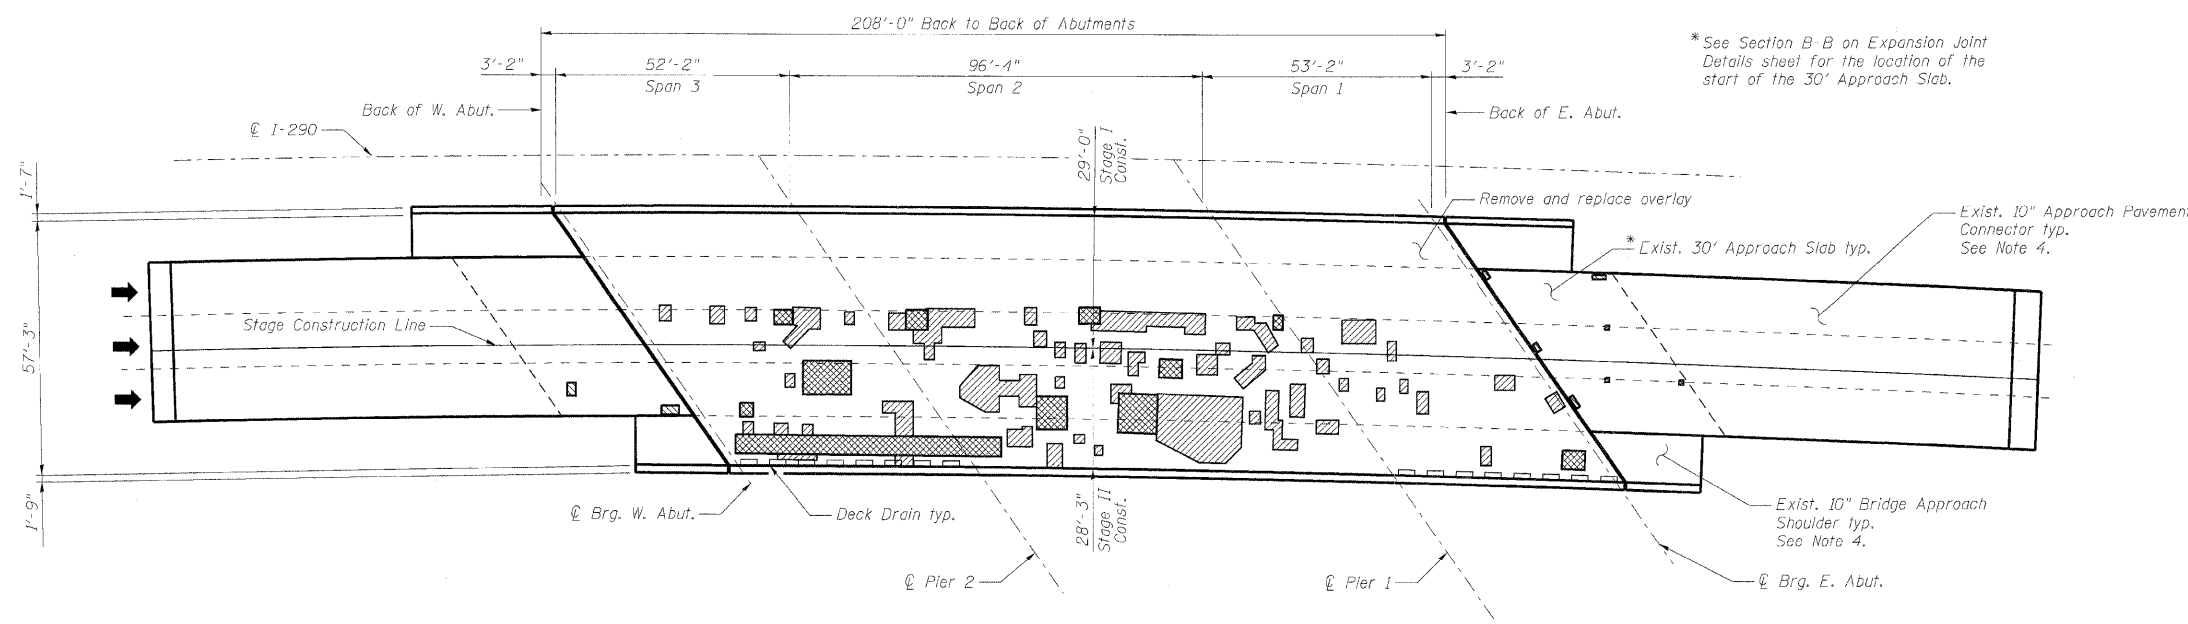 208'-0" Back to Back of Abutments
3'-2"
52'-2"
96'-4"
53'-2"
3'-2"
Span 3
Span 2
Span 1
*See Section B-B on Expansion Joint
Details sheet for the location of the
start of the 30' Approach Slab.
Back of W. Abut.
Back of E. Abut.
℄ I-290
29'-0"
Stage I
Const.
1'-7"
Remove and replace overlay
Exist. 10" Approach Pavement
Connector typ.
See Note 4.
*Exist. 30' Approach Slab typ.
Stage Construction Line
57'-3"
1'-9"
℄ Brg. W. Abut.
Deck Drain typ.
28'-3"
Stage II
Const.
Exist. 10" Bridge Approach
Shoulder typ.
See Note 4.
℄ Pier 2
℄ Pier 1
℄ Brg. E. Abut.